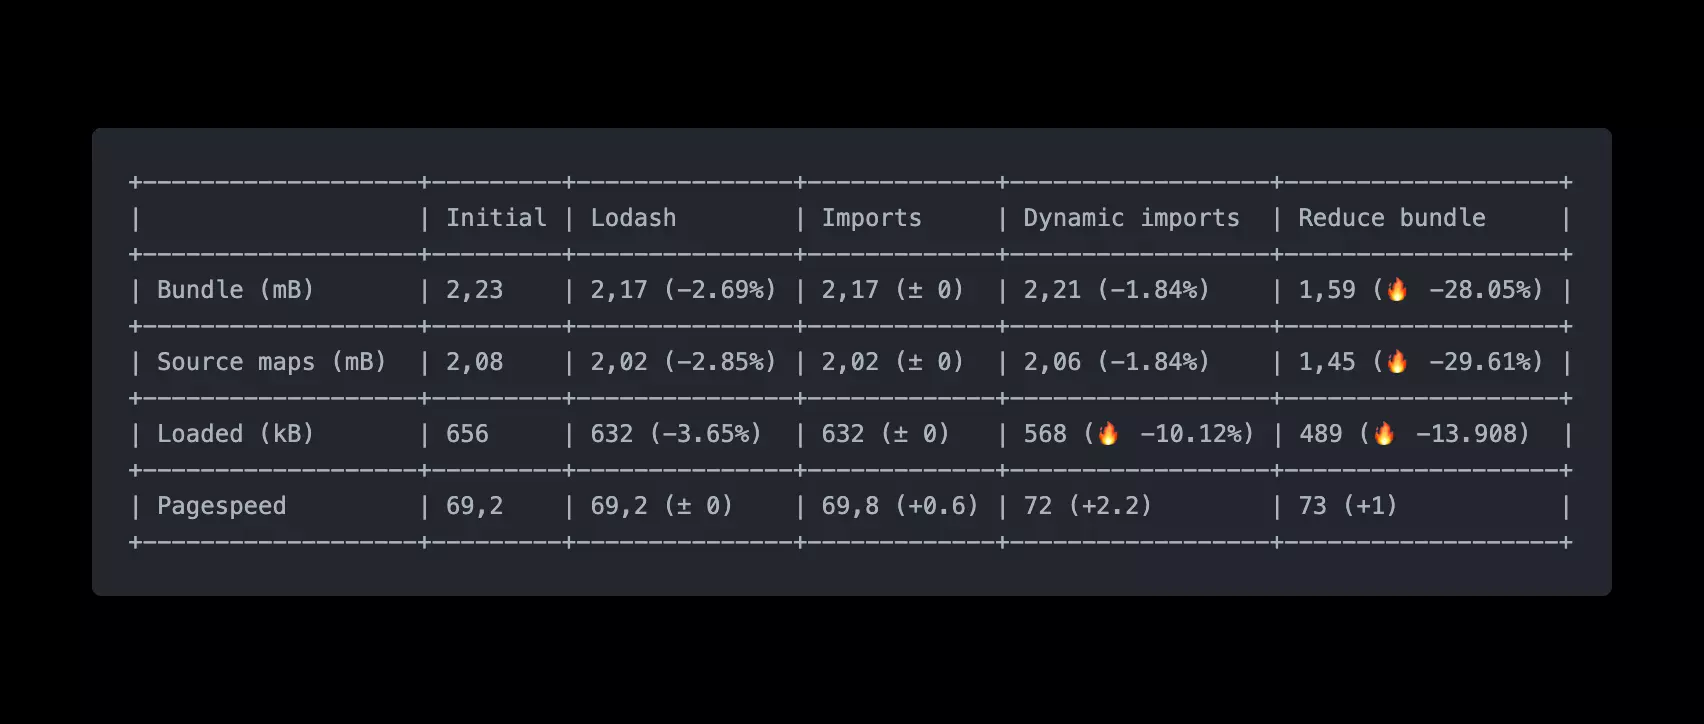 +-------------------+---------+---------------+-------------+------------------+-------------------+
|                   | Initial | Lodash        | Imports     | Dynamic imports  | Reduce bundle     |
+-------------------+---------+---------------+-------------+------------------+-------------------+
| Bundle (mB)       | 2,23    | 2,17 (-2.69%) | 2,17 (± 0)  | 2,21 (-1.84%)    | 1,59 (🔥 -28.05%) |
+-------------------+---------+---------------+-------------+------------------+-------------------+
| Source maps (mB)  | 2,08    | 2,02 (-2.85%) | 2,02 (± 0)  | 2,06 (-1.84%)    | 1,45 (🔥 -29.61%) |
+-------------------+---------+---------------+-------------+------------------+-------------------+
| Loaded (kB)       | 656     | 632 (-3.65%)  | 632 (± 0)   | 568 (🔥 -10.12%) | 489 (🔥 -13.908)  |
+-------------------+---------+---------------+-------------+------------------+-------------------+
| Pagespeed         | 69,2    | 69,2 (± 0)    | 69,8 (+0.6) | 72 (+2.2)        | 73 (+1)           |
+-------------------+---------+---------------+-------------+------------------+-------------------+